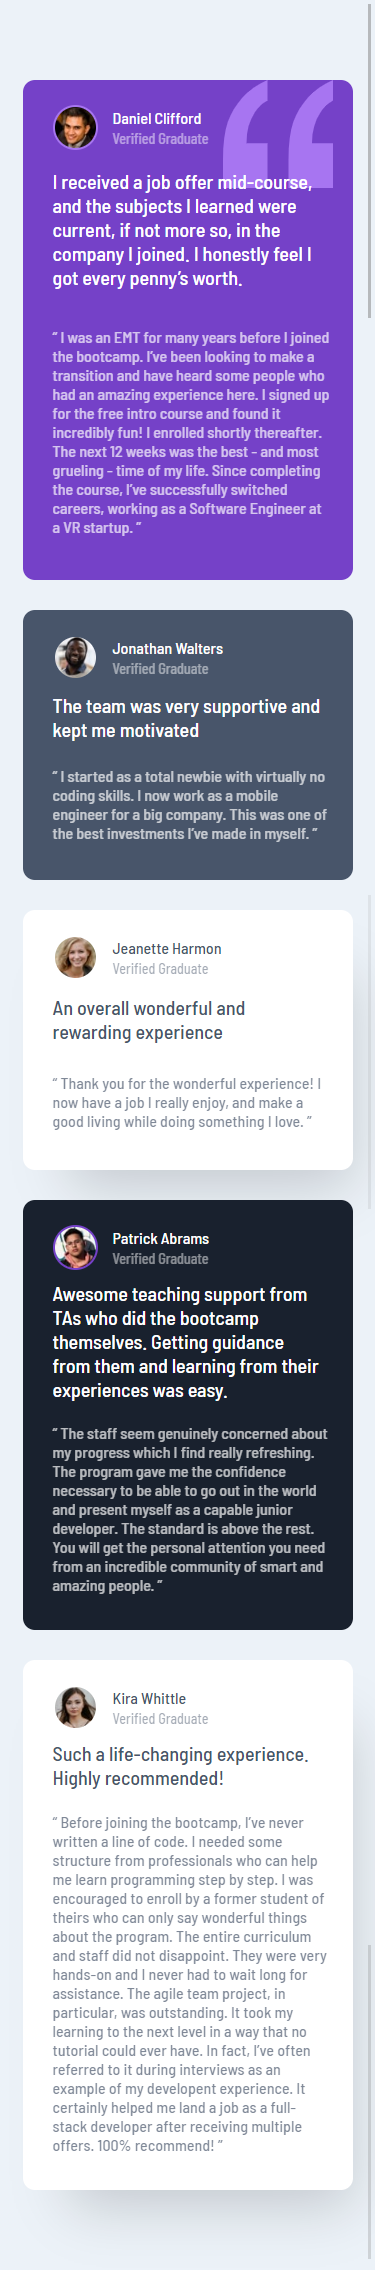 Daniel Clifford
Verified Graduate
I received a job offer mid-course,
and the subjects I learned were
current, if not more so, in the
company I joined. I honestly feel I
got every penny’s worth.
“ I was an EMT for many years before I joined
the bootcamp. I’ve been looking to make a
transition and have heard some people who
had an amazing experience here. I signed up
for the free intro course and found it
incredibly fun! I enrolled shortly thereafter.
The next 12 weeks was the best - and most
grueling - time of my life. Since completing
the course, I’ve successfully switched
careers, working as a Software Engineer at
a VR startup. ”
Jonathan Walters
Verified Graduate
The team was very supportive and
kept me motivated
“ I started as a total newbie with virtually no
coding skills. I now work as a mobile
engineer for a big company. This was one of
the best investments I’ve made in myself. ”
Jeanette Harmon
Verified Graduate
An overall wonderful and
rewarding experience
“ Thank you for the wonderful experience! I
now have a job I really enjoy, and make a
good living while doing something I love. ”
Patrick Abrams
Verified Graduate
Awesome teaching support from
TAs who did the bootcamp
themselves. Getting guidance
from them and learning from their
experiences was easy.
“ The staff seem genuinely concerned about
my progress which I find really refreshing.
The program gave me the confidence
necessary to be able to go out in the world
and present myself as a capable junior
developer. The standard is above the rest.
You will get the personal attention you need
from an incredible community of smart and
amazing people. ”
Kira Whittle
Verified Graduate
Such a life-changing experience.
Highly recommended!
“ Before joining the bootcamp, I’ve never
written a line of code. I needed some
structure from professionals who can help
me learn programming step by step. I was
encouraged to enroll by a former student of
theirs who can only say wonderful things
about the program. The entire curriculum
and staff did not disappoint. They were very
hands-on and I never had to wait long for
assistance. The agile team project, in
particular, was outstanding. It took my
learning to the next level in a way that no
tutorial could ever have. In fact, I’ve often
referred to it during interviews as an
example of my developent experience. It
certainly helped me land a job as a full-
stack developer after receiving multiple
offers. 100% recommend! ”